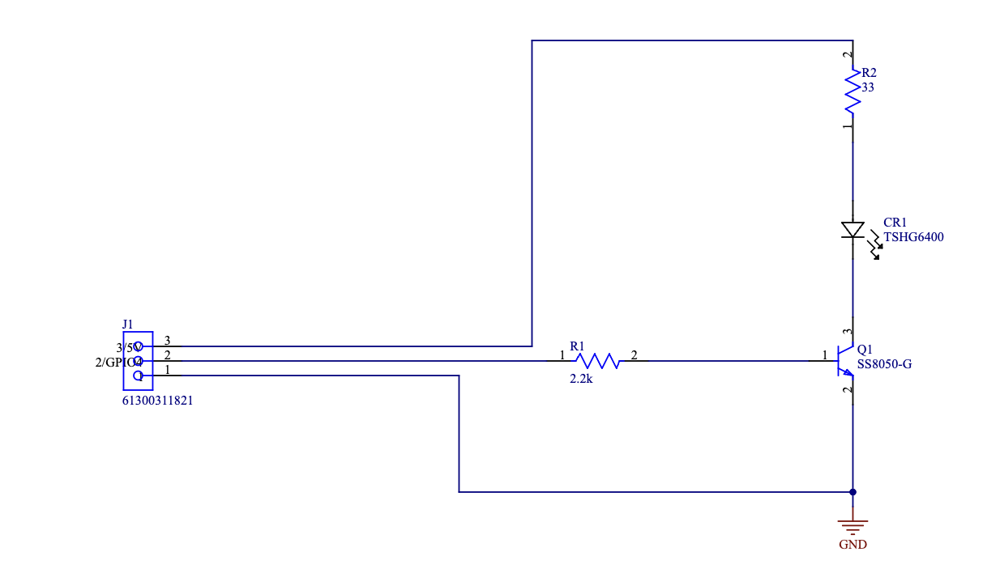 2
R2
33
1
CR1
TSHG6400
J1
3/5V 3
2/GPIO4 2
1 1
61300311821
1 R1 2
2.2k
3
1 Q1
SS8050-G
2
GND